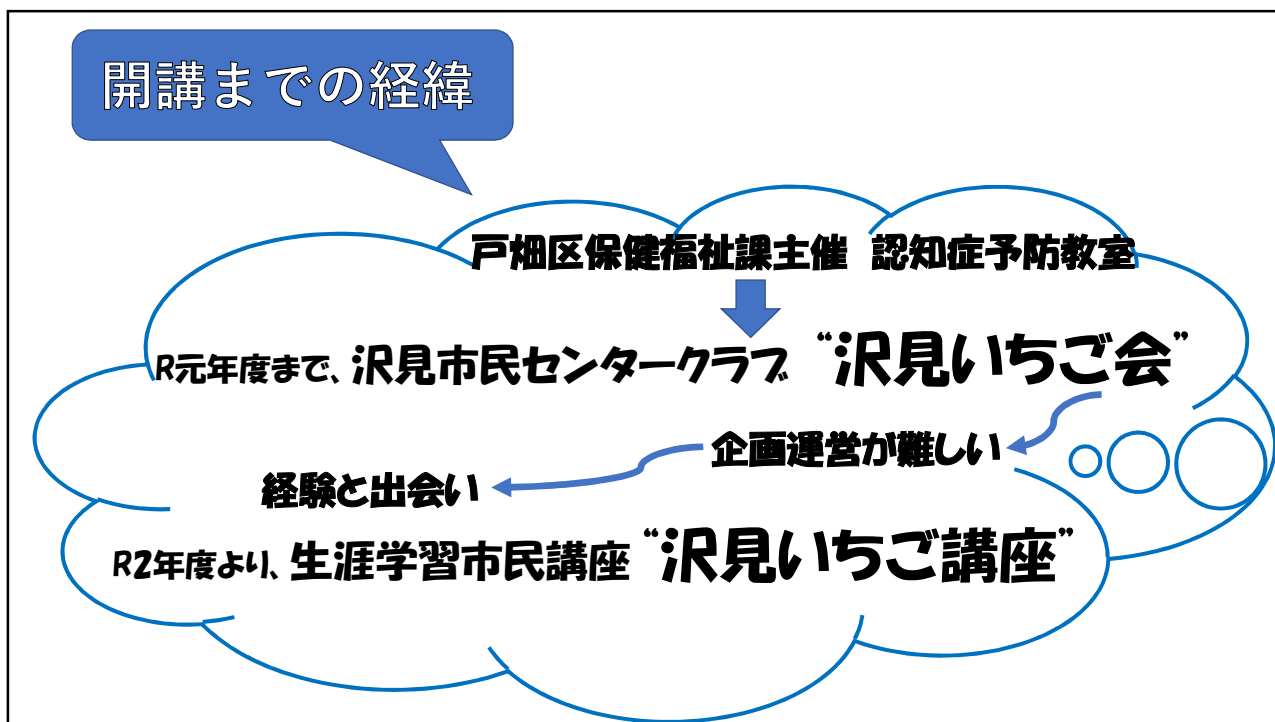 開講までの経緯
戸畑区保健福祉課主催 認知症予防教室
R元年度まで、沢見市民センタークラブ “沢見いちご会”
企画運営が難しい
経験と出会い
R2年度より、生涯学習市民講座 “沢見いちご講座”